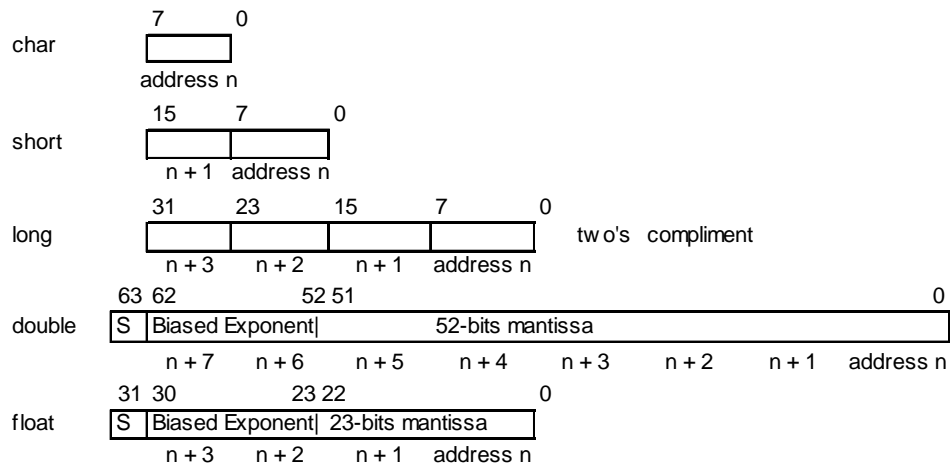 7 0
char
address n
15 7 0
short
n + 1 address n
31 23 15 7 0
long two's compliment
n + 3 n + 2 n + 1 address n
63 62 52 51 0
double S Biased Exponent| 52-bits mantissa
n + 7 n + 6 n + 5 n + 4 n + 3 n + 2 n + 1 address n
31 30 23 22 0
float S Biased Exponent| 23-bits mantissa
n + 3 n + 2 n + 1 address n